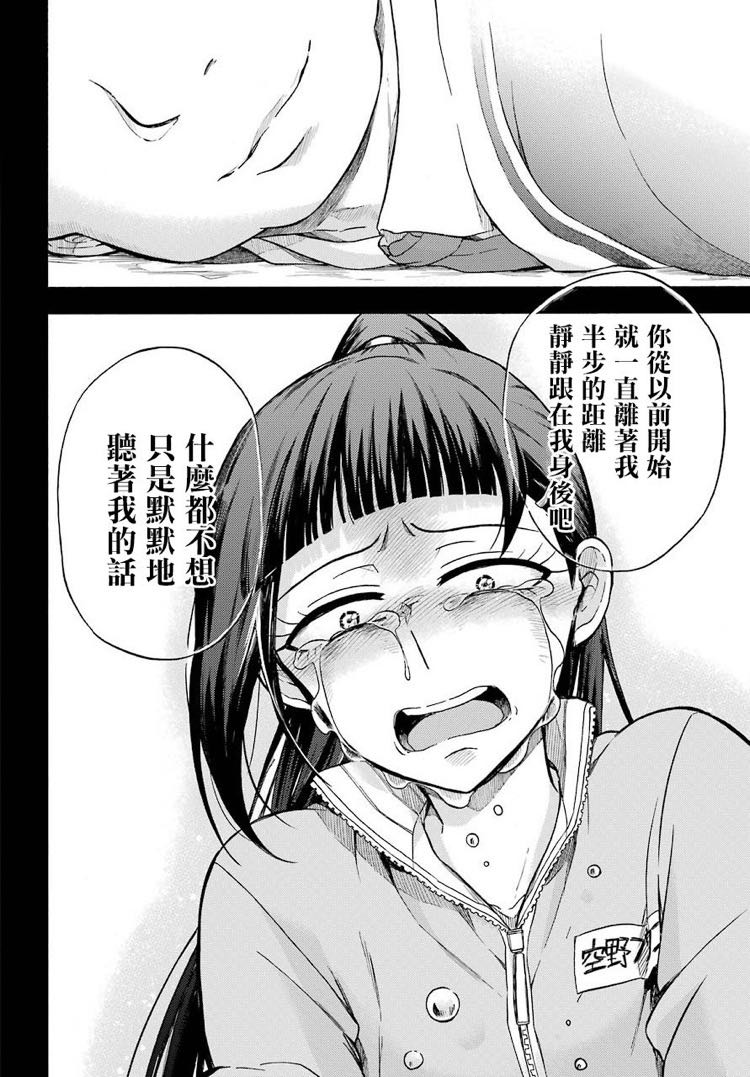 你從以前開始
就一直離著我
半步的距離
靜靜跟在我身後吧
什麼都不想
只是默默地
聽著我的話
空野